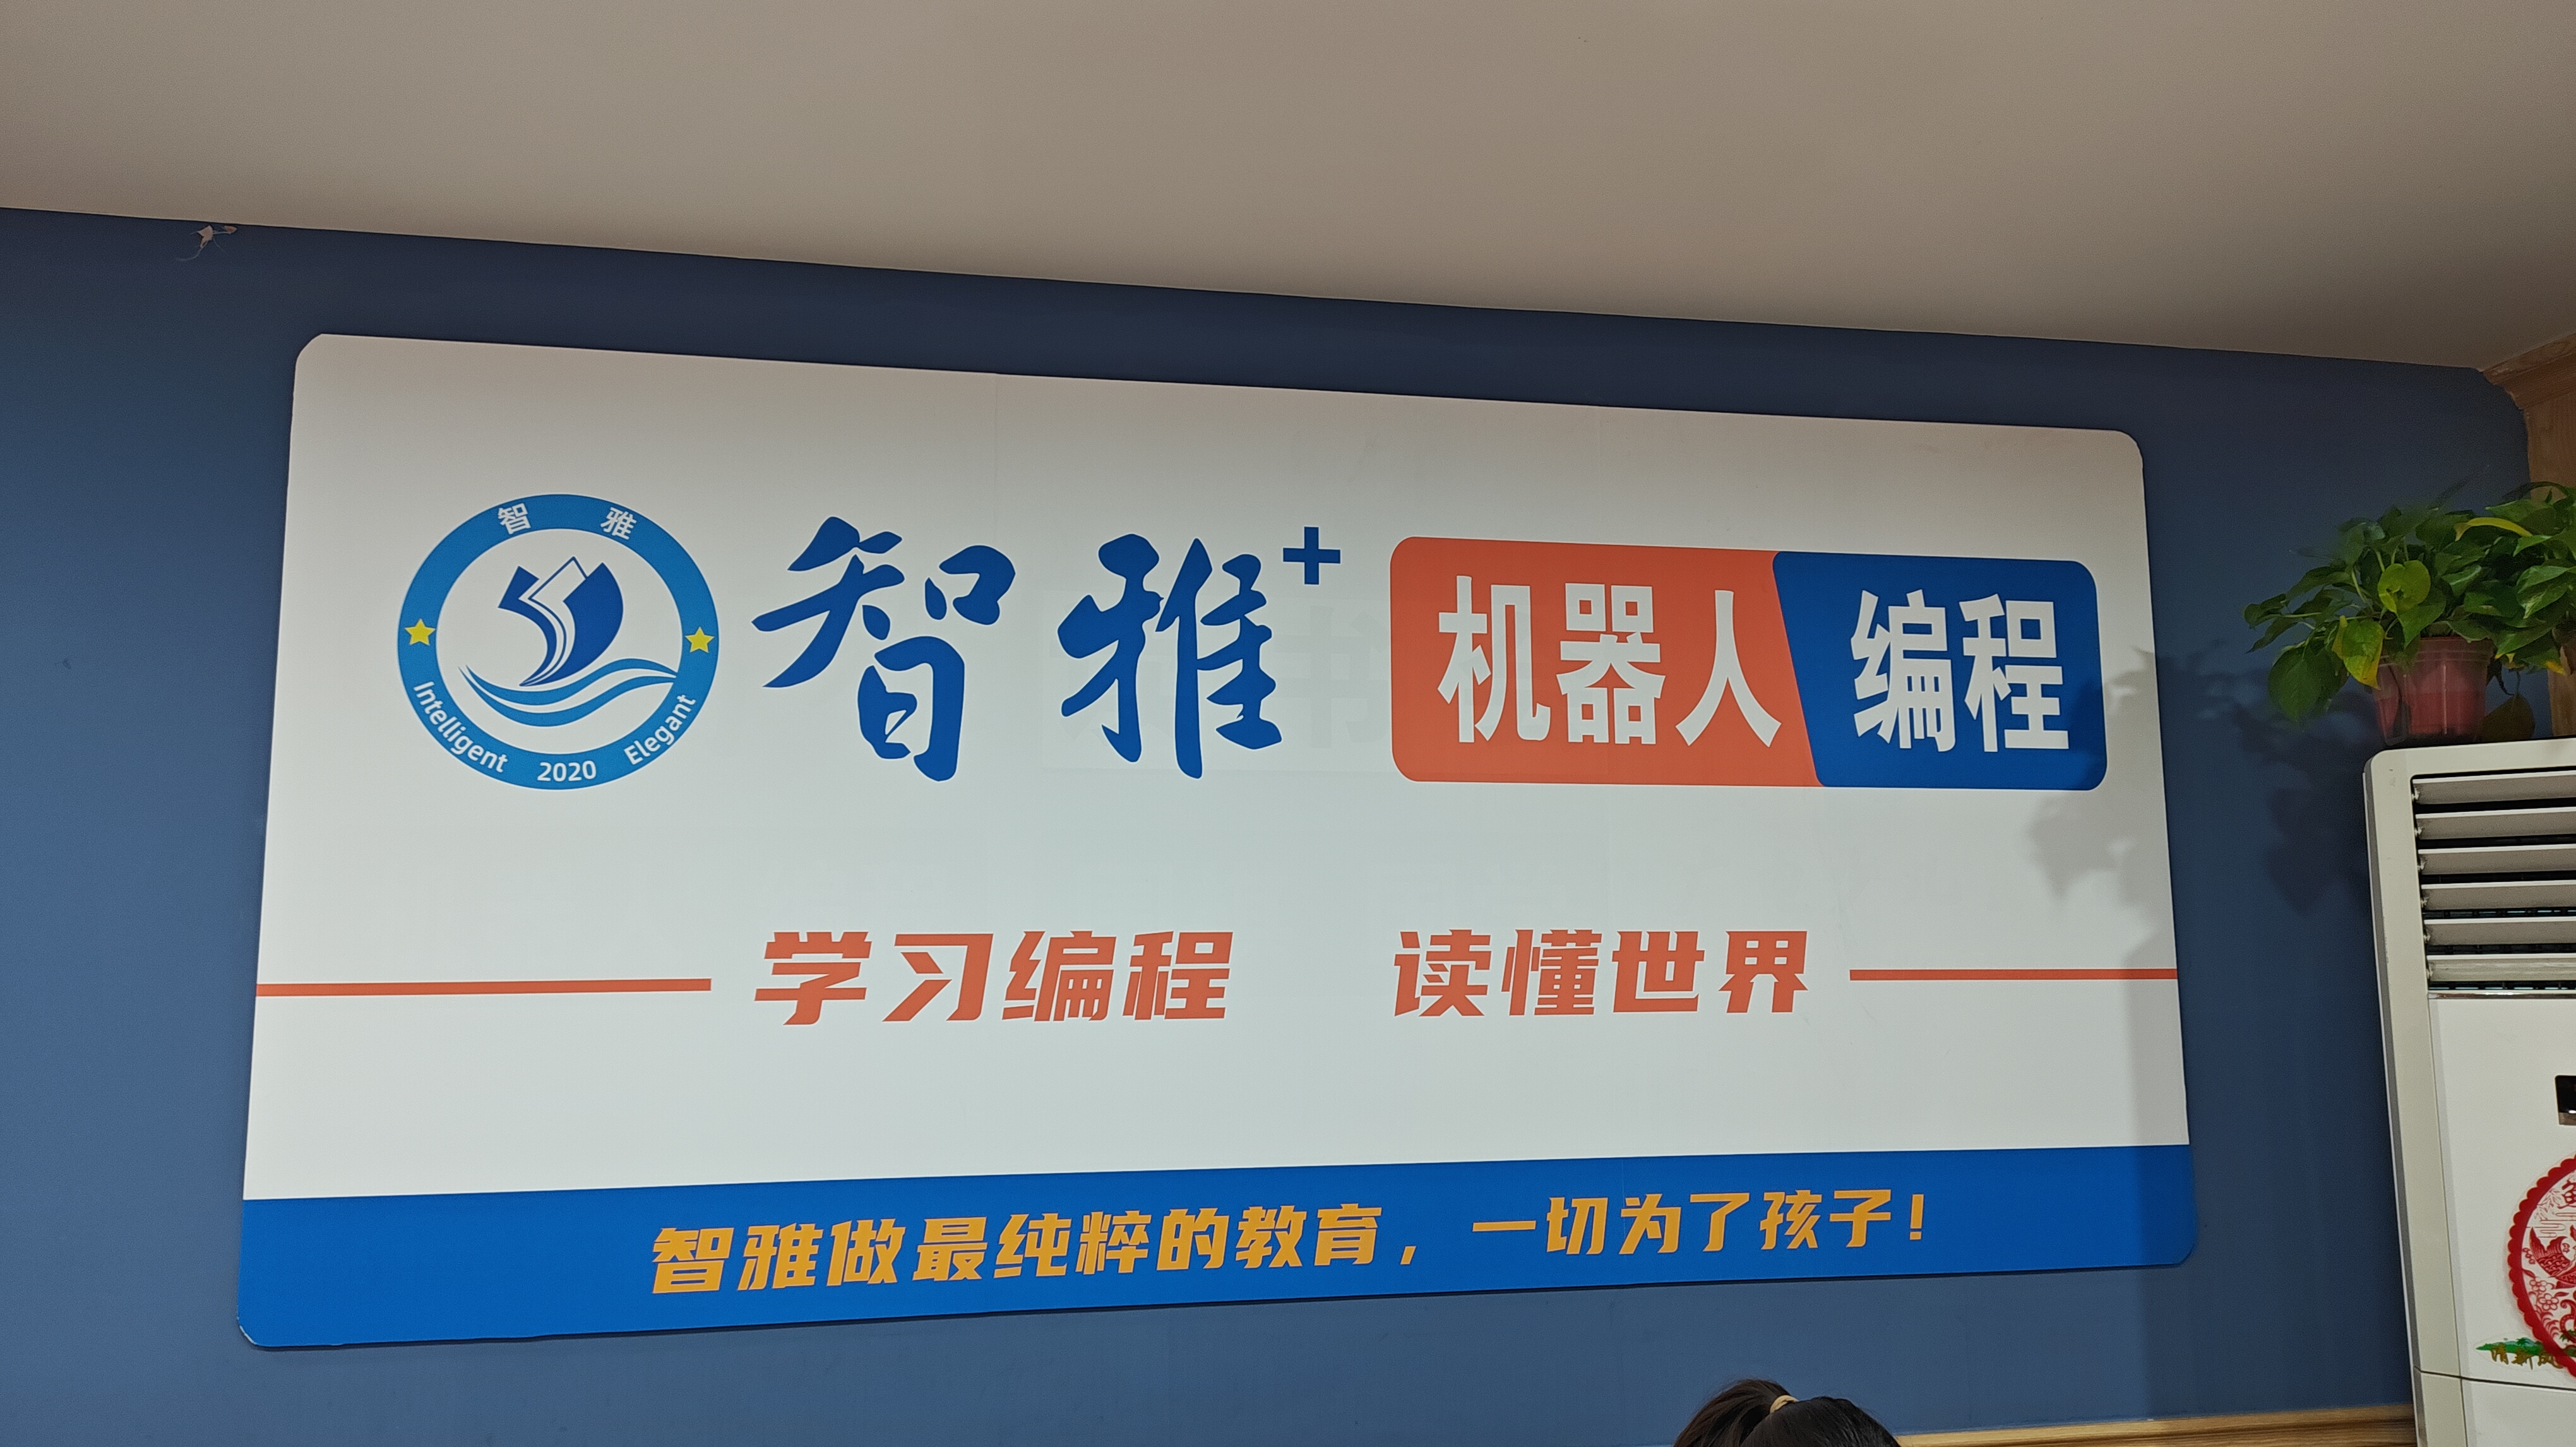 智 雅
Intelligent 2020 Elegant
智雅+ 机器人 编程
学习编程 读懂世界
智雅做最纯粹的教育，一切为了孩子！